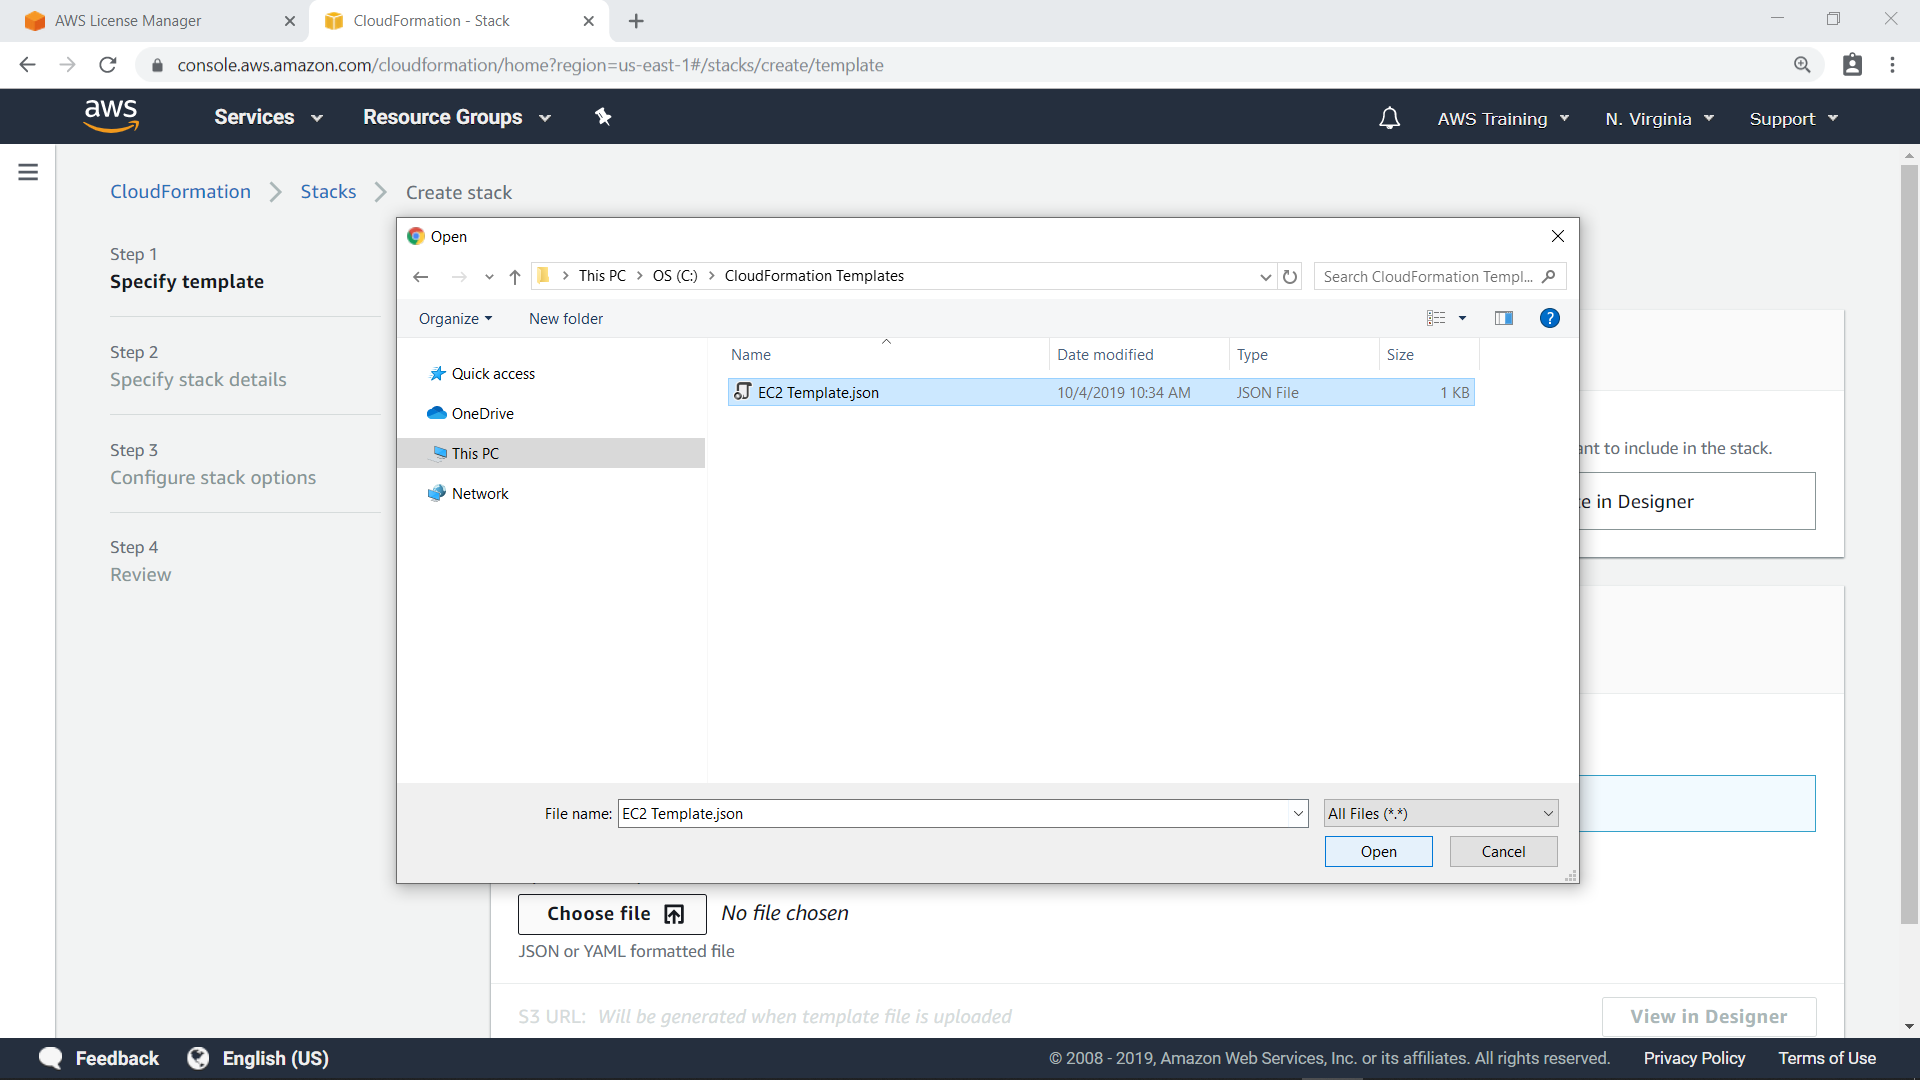 AWS License Manager
CloudFormation - Stack
console.aws.amazon.com/cloudformation/home?region=us-east-1#/stacks/create/template
aws
Services
Resource Groups
AWS Training
N. Virginia
Support
CloudFormation
Stacks
Create stack
Step 1
Specify template
Step 2
Specify stack details
Step 3
Configure stack options
Step 4
Review
Open
This PC > OS (C:) > CloudFormation Templates
Search CloudFormation Templ...
Organize
New folder
?
Quick access
OneDrive
This PC
Network
Name Date modified Type Size
EC2 Template.json 10/4/2019 10:34 AM JSON File 1 KB
File name: EC2 Template.json
All Files (*.*)
Open
Cancel
to include in the stack.
in Designer
Choose file No file chosen
JSON or YAML formatted file
S3 URL: Will be generated when template file is uploaded
View in Designer
Feedback
English (US)
© 2008 - 2019, Amazon Web Services, Inc. or its affiliates. All rights reserved.
Privacy Policy
Terms of Use